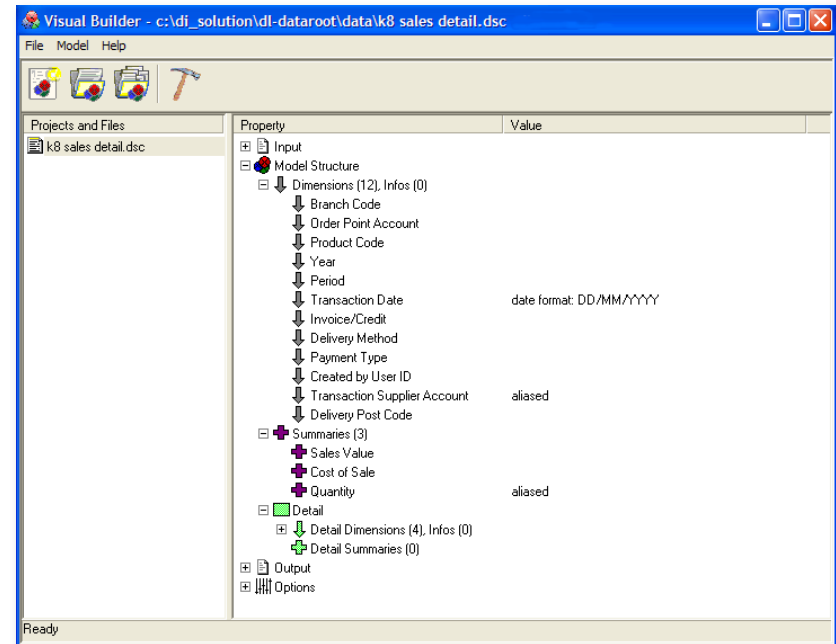 Visual Builder - c:\di_solution\dl-dataroot\data\k8 sales detail.dsc
File Model Help
Projects and Files
k8 sales detail.dsc
Property Value
Input
Model Structure
Dimensions (12), Infos (0)
Branch Code
Order Point Account
Product Code
Year
Period
Transaction Date date format: DD/MM/YYYY
Invoice/Credit
Delivery Method
Payment Type
Created by User ID
Transaction Supplier Account aliased
Delivery Post Code
Summaries (3)
Sales Value
Cost of Sale
Quantity aliased
Detail
Detail Dimensions (4), Infos (0)
Detail Summaries (0)
Output
Options
Ready